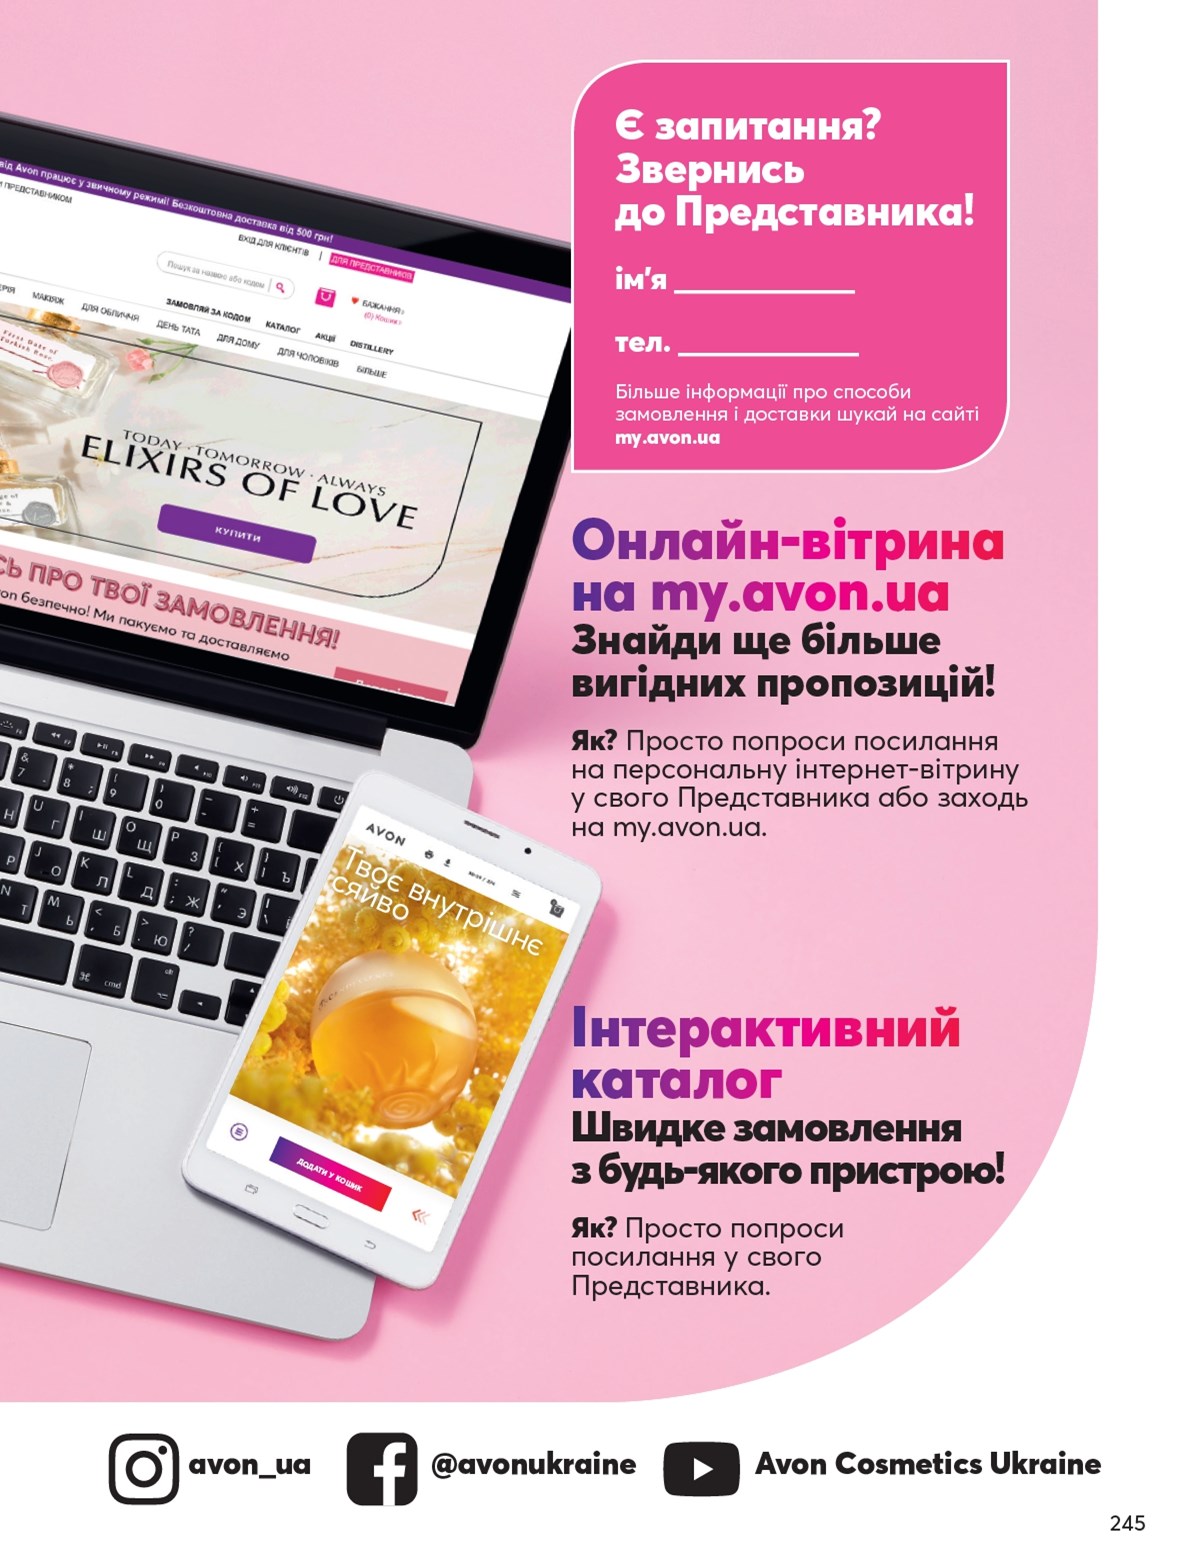 Є запитання?
Звернись
до Представника!
ім'я
тел.
Більше інформації про способи
замовлення і доставки шукай на сайті
my.avon.ua
від Avon працює у звичному режимі! Безкоштовна доставка від 500 грн!
ПРЕДСТАВНИКОМ
ВХІД ДЛЯ КЛІЄНТІВ | ДЛЯ ПРЕДСТАВНИКІВ
Пошук за назвою або кодом
БАЖАННЯ
(0) Кошик
ЗАМОВЛЯЙ ЗА КОДОМ КАТАЛОГ АКЦІЇ DISTILLERY
МАКІЯЖ ДЛЯ ОБЛИЧЧЯ ДЕНЬ ТАТА ДЛЯ ДОМУ ДЛЯ ЧОЛОВІКІВ БІЛЬШЕ
TODAY · TOMORROW · ALWAYS
ELIXIRS OF LOVE
КУПИТИ
СЬ ПРО ТВОЇ ЗАМОВЛЕННЯ!
von безпечно! Ми пакуємо та доставляємо
Онлайн-вітрина
на my.avon.ua
Знайди ще більше
вигідних пропозицій!
Як? Просто попроси посилання
на персональну інтернет-вітрину
у свого Представника або заходь
на my.avon.ua.
AVON
Твоє внутрішнє
сяйво
ДОДАТИ У КОШИК
Інтерактивний
каталог
Швидке замовлення
з будь-якого пристрою!
Як? Просто попроси
посилання у свого
Представника.
avon_ua
@avonukraine
Avon Cosmetics Ukraine
245